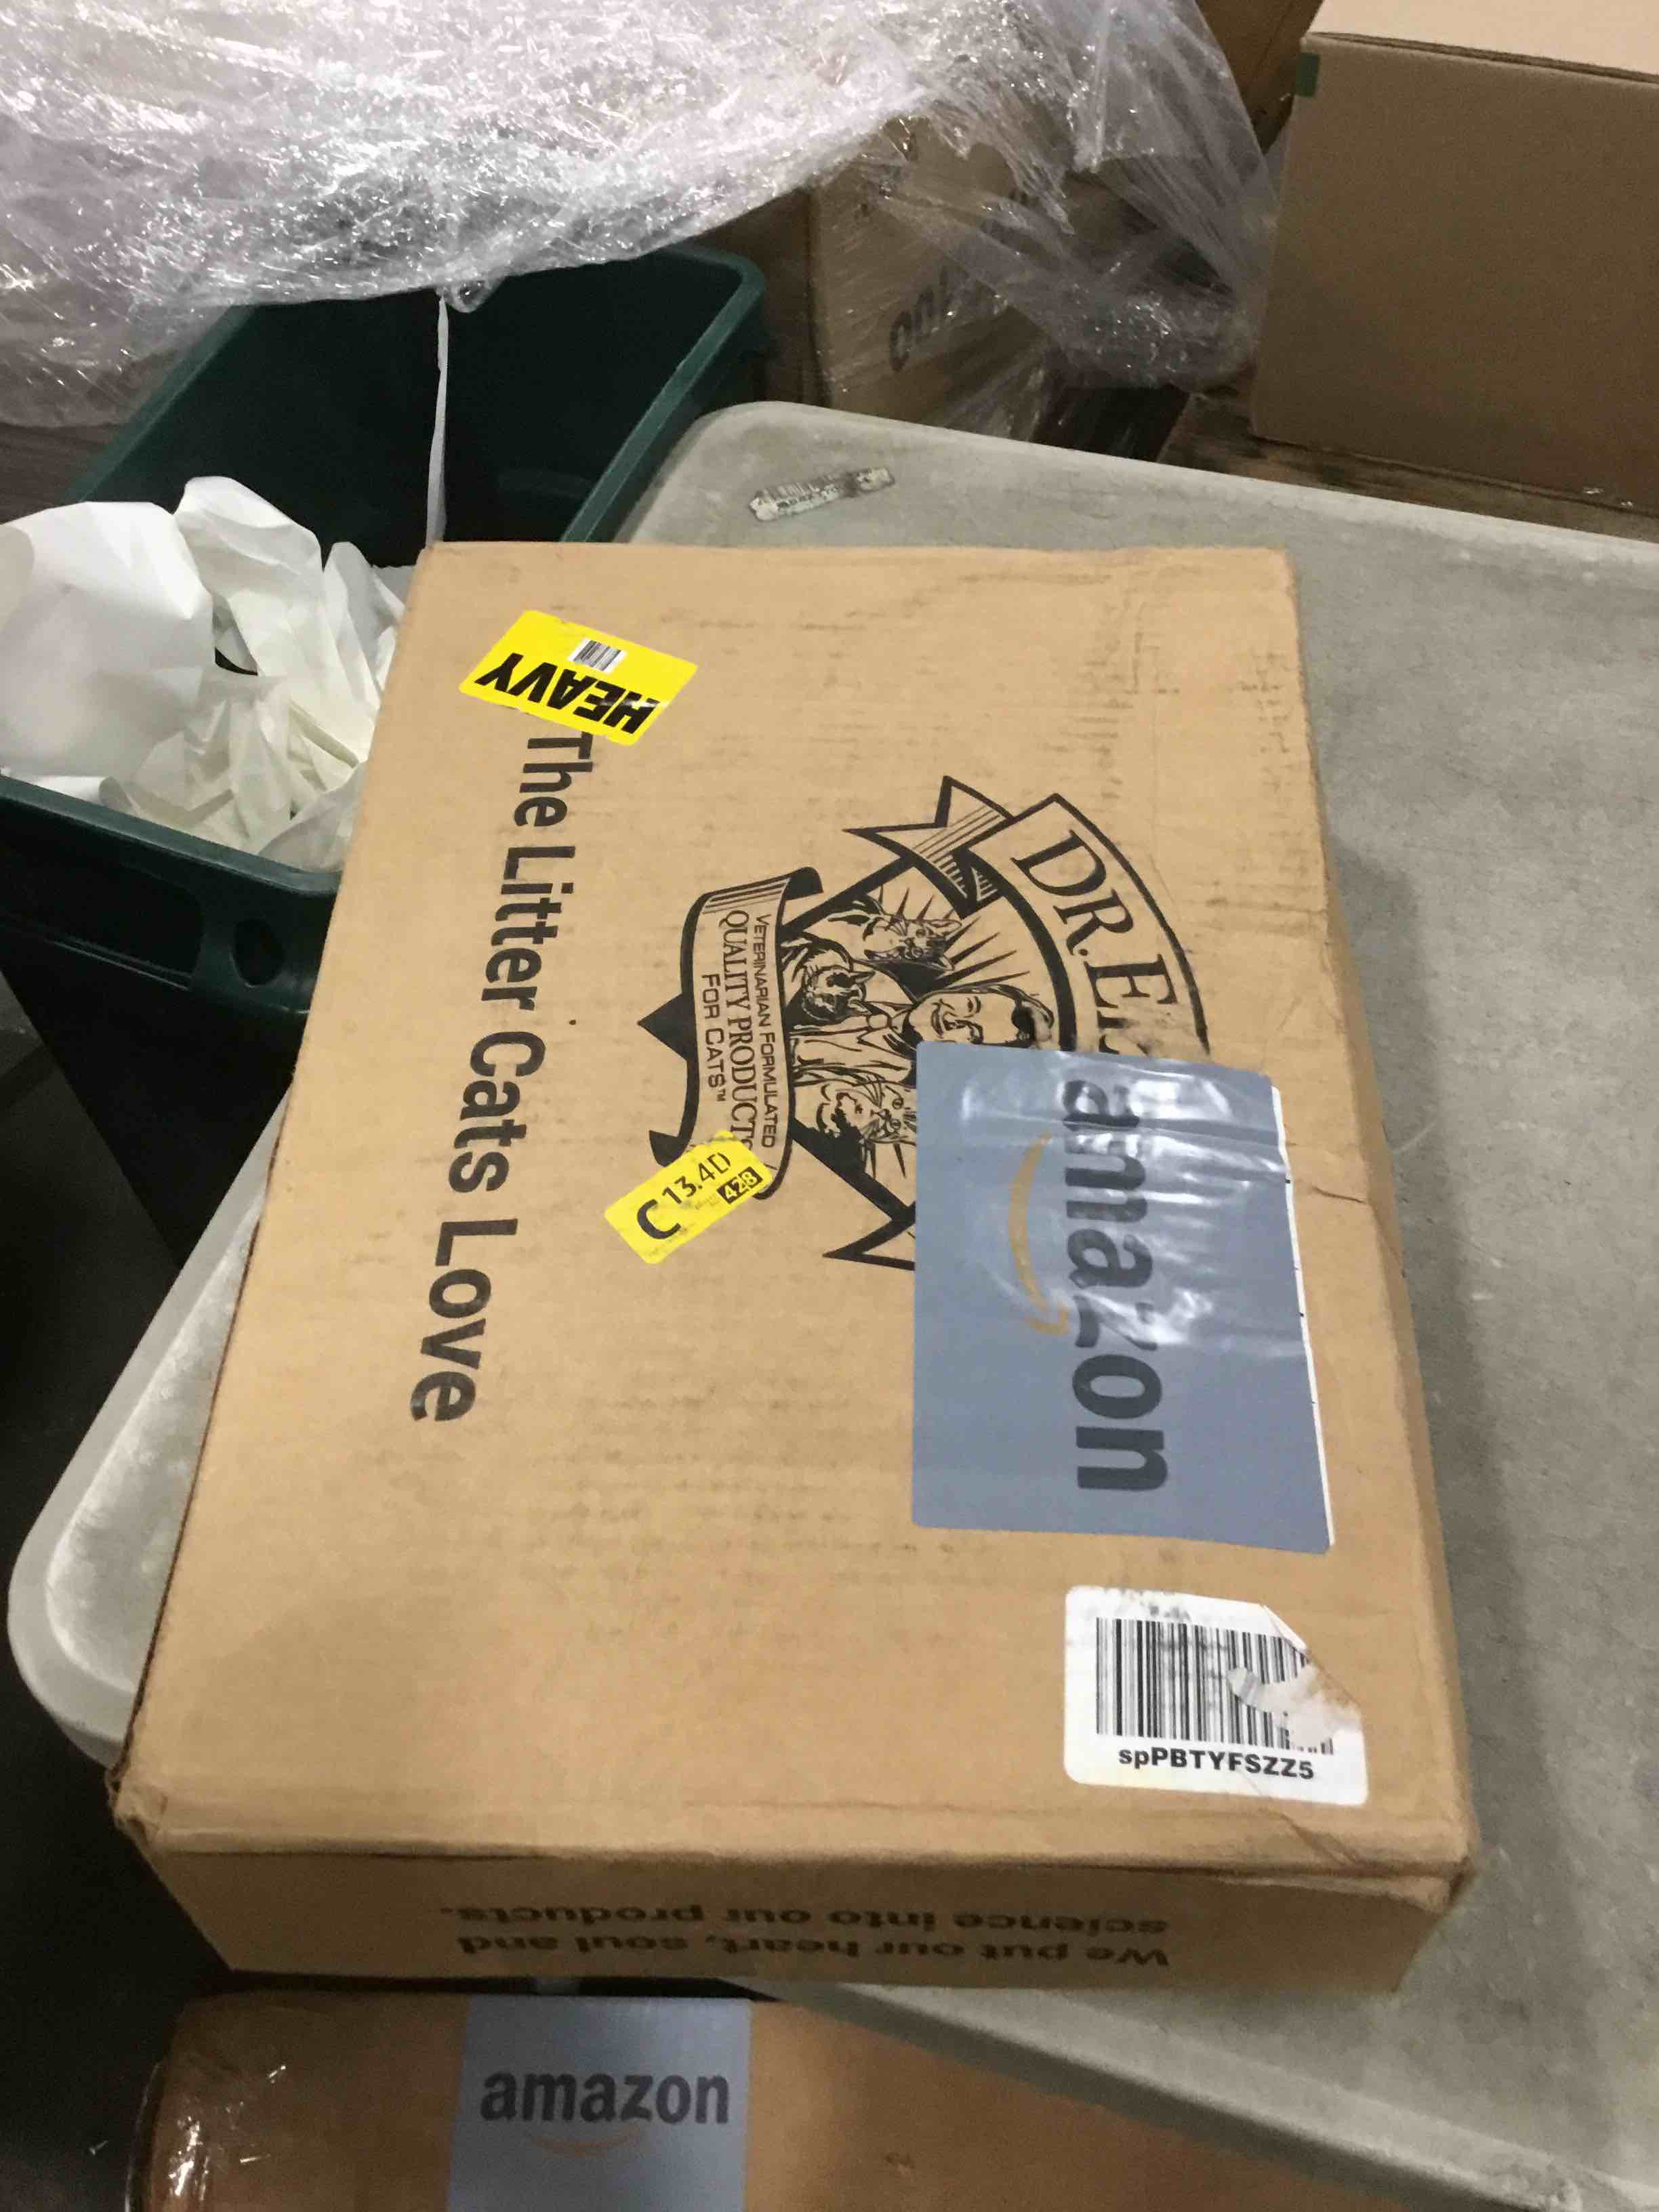 HEAVY
The Litter Cats Love
DR.E
VETERINARIAN FORMULATED
QUALITY PRODUCTS
FOR CATS™
C 13.4D
428
amazon
spPBTYFSZZ5
We put our heart, soul and
science into our products.
amazon